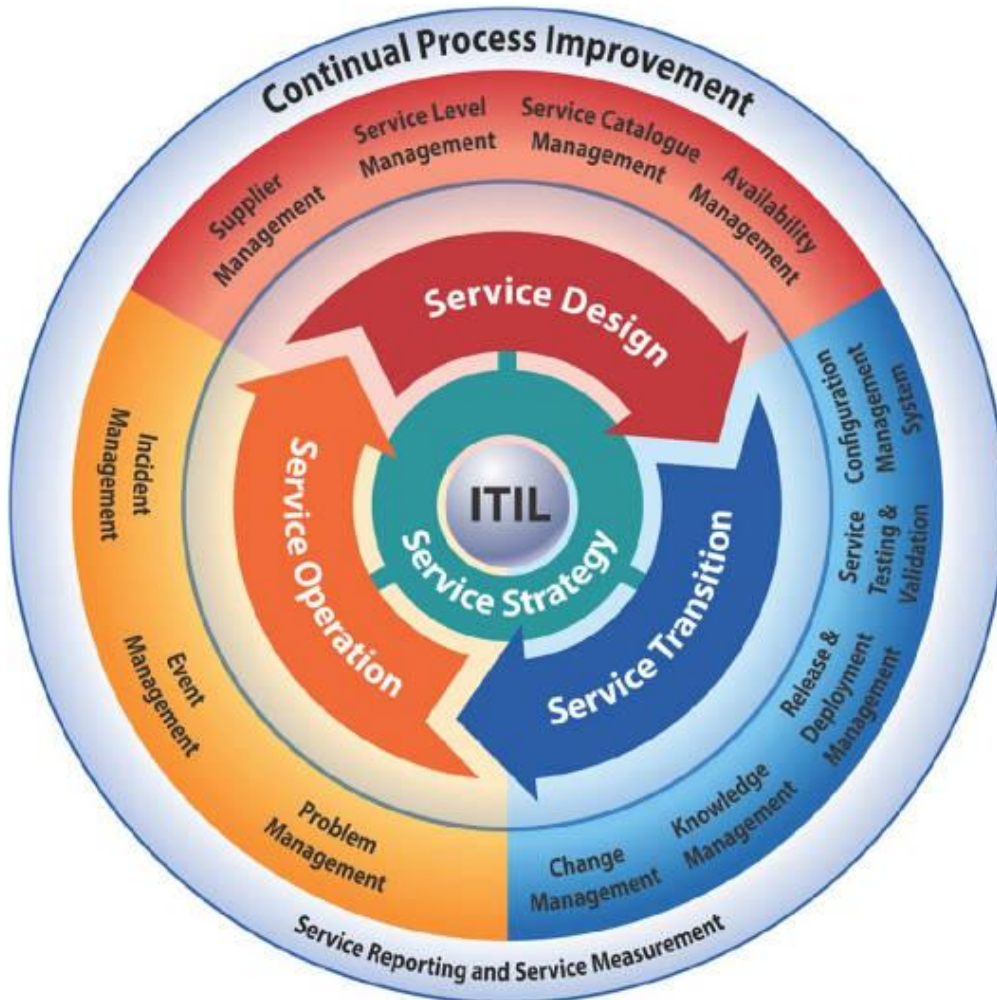 Continual Process Improvement
Supplier
Management
Service Level
Management
Service Catalogue
Management
Availability
Management
Service Design
Configuration
Management
System
Service
Testing &
Validation
Release &
Deployment
Management
Knowledge
Management
Change
Management
Service Transition
Incident
Management
Event
Management
Problem
Management
Service Operation
ITIL
Service Strategy
Service Reporting and Service Measurement